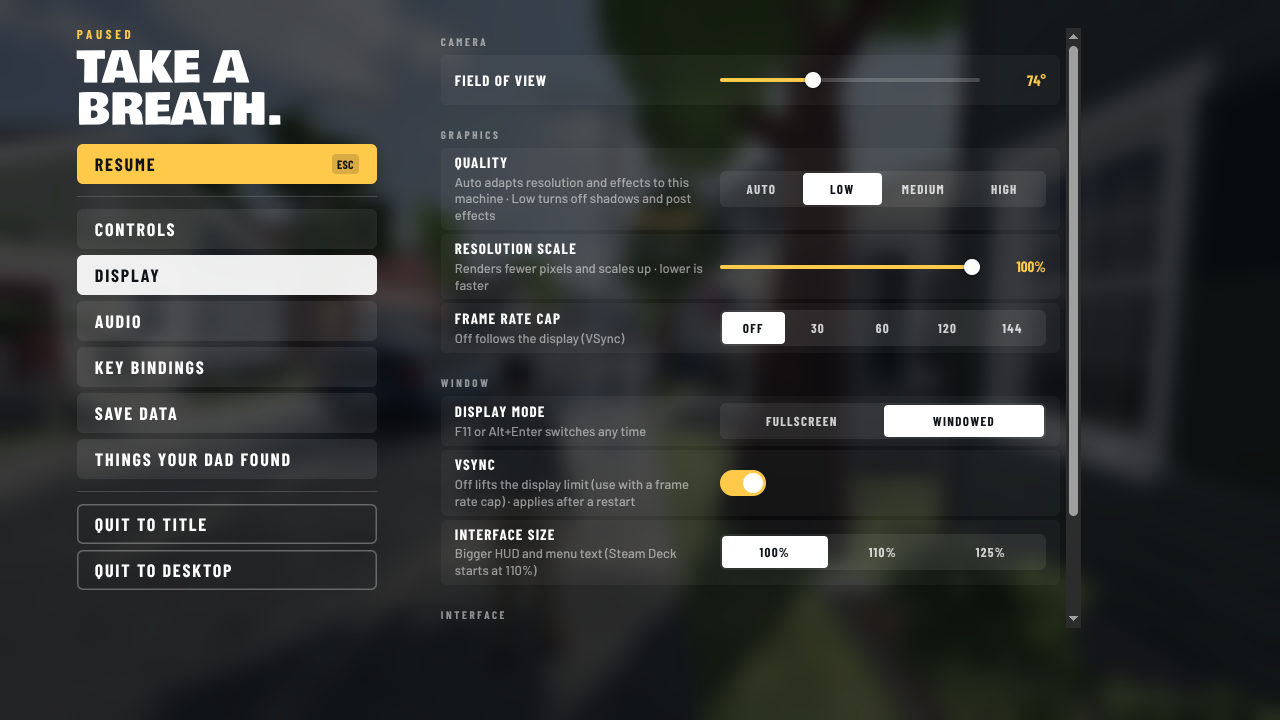 PAUSED
TAKE A
BREATH.
RESUME ESC
CONTROLS
DISPLAY
AUDIO
KEY BINDINGS
SAVE DATA
THINGS YOUR DAD FOUND
QUIT TO TITLE
QUIT TO DESKTOP
CAMERA
FIELD OF VIEW 74°
GRAPHICS
QUALITY
Auto adapts resolution and effects to this
machine · Low turns off shadows and post
effects
AUTO LOW MEDIUM HIGH
RESOLUTION SCALE
Renders fewer pixels and scales up · lower is
faster
100%
FRAME RATE CAP
Off follows the display (VSync)
OFF 30 60 120 144
WINDOW
DISPLAY MODE
F11 or Alt+Enter switches any time
FULLSCREEN WINDOWED
VSYNC
Off lifts the display limit (use with a frame
rate cap) · applies after a restart
INTERFACE SIZE
Bigger HUD and menu text (Steam Deck
starts at 110%)
100% 110% 125%
INTERFACE